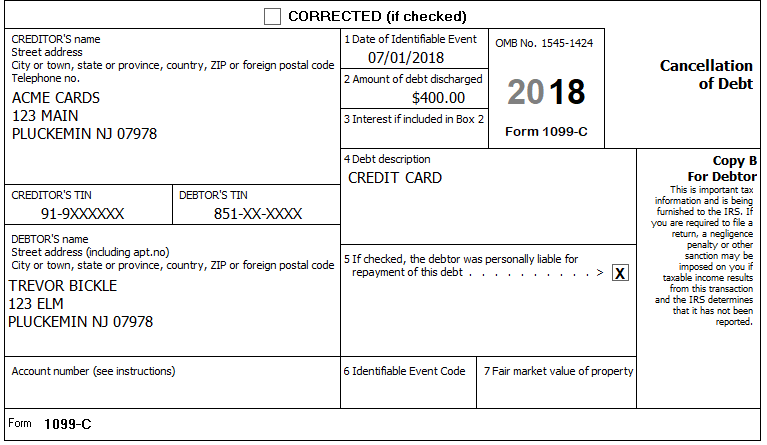 CORRECTED (if checked)
CREDITOR'S name
Street address
City or town, state or province, country, ZIP or foreign postal code
Telephone no.
ACME CARDS
123 MAIN
PLUCKEMIN NJ 07978
1 Date of Identifiable Event
07/01/2018
2 Amount of debt discharged
$400.00
3 Interest if included in Box 2
OMB No. 1545-1424
2018
Form 1099-C
Cancellation
of Debt
CREDITOR'S TIN
91-9XXXXXX
DEBTOR'S TIN
851-XX-XXXX
4 Debt description
CREDIT CARD
DEBTOR'S name
Street address (including apt.no)
City or town, state or province, country, ZIP or foreign postal code
TREVOR BICKLE
123 ELM
PLUCKEMIN NJ 07978
5 If checked, the debtor was personally liable for
repayment of this debt . . . . . . . . . . > X
Copy B
For Debtor
This is important tax
information and is being
furnished to the IRS. If
you are required to file a
return, a negligence
penalty or other
sanction may be
imposed on you if
taxable income results
from this transaction
and the IRS determines
that it has not been
reported.
Account number (see instructions)
6 Identifiable Event Code
7 Fair market value of property
Form 1099-C